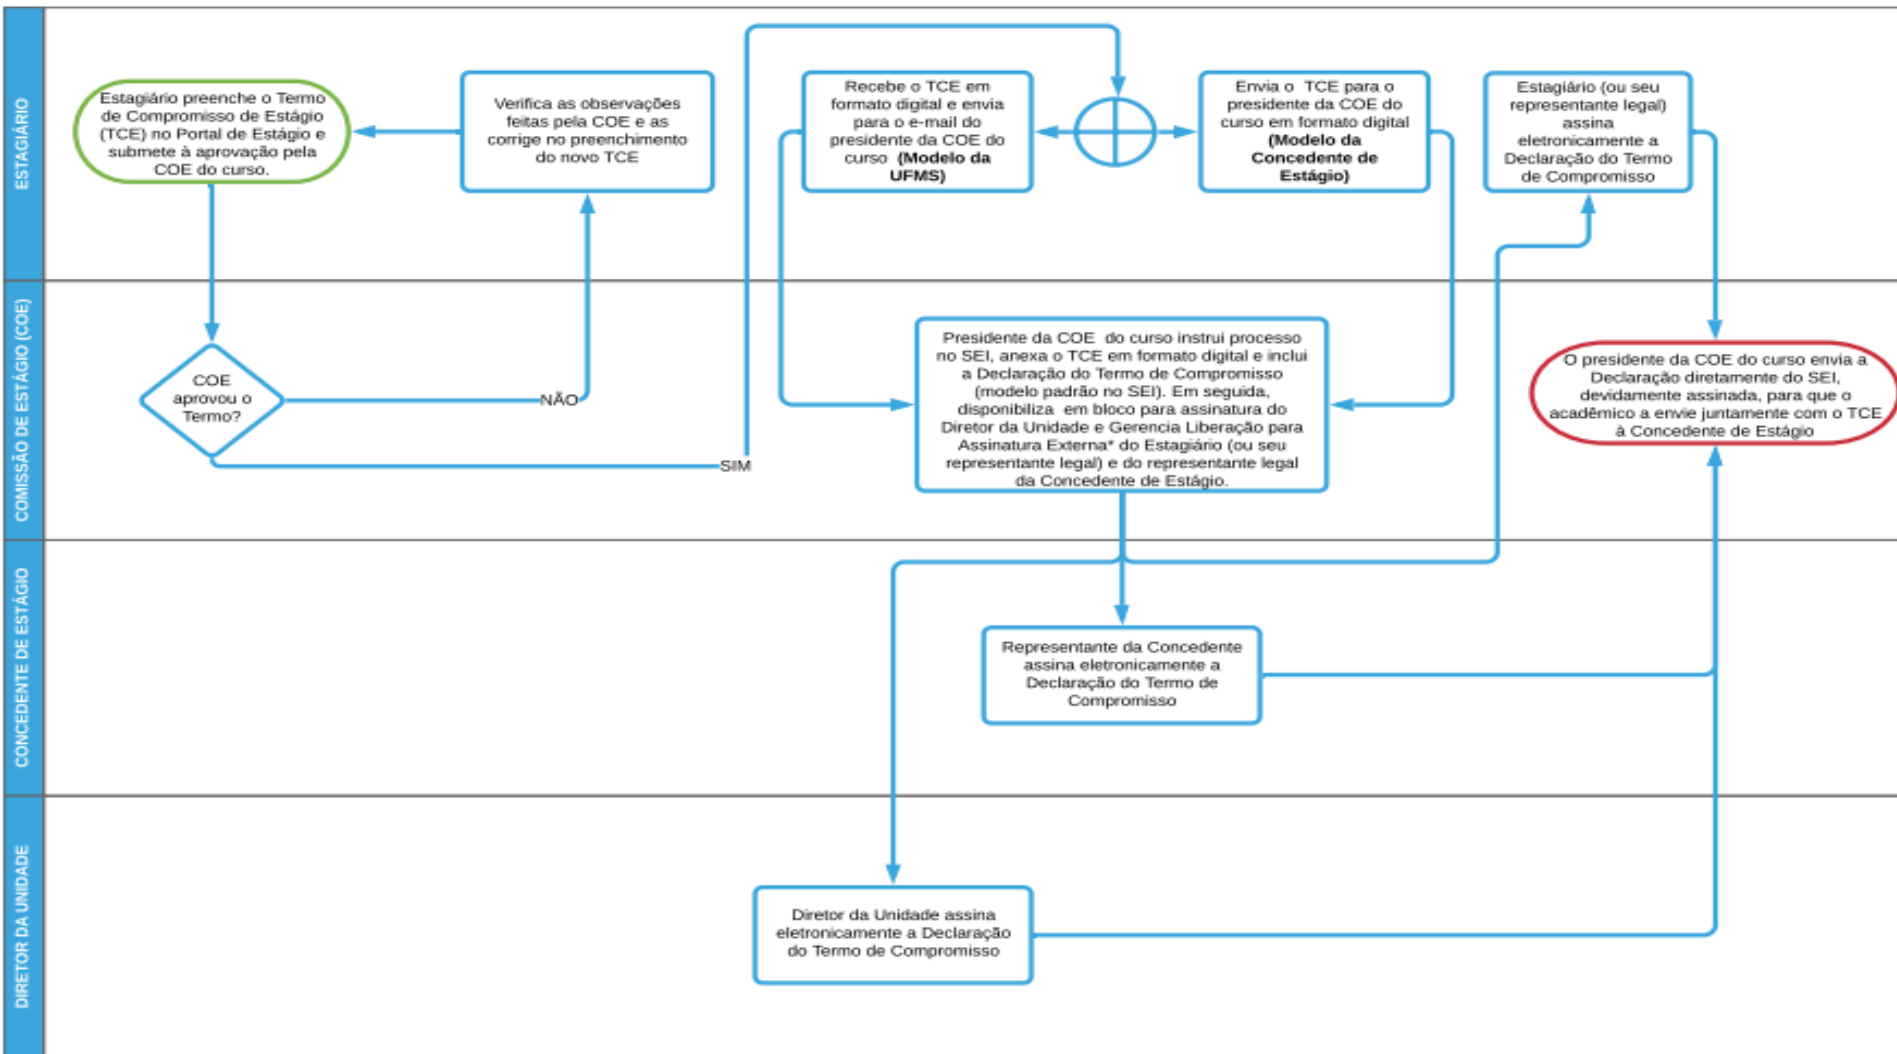 ESTAGIÁRIO
Estagiário preenche o Termo
de Compromisso de Estágio
(TCE) no Portal de Estágio e
submete à aprovação pela
COE do curso.
Verifica as observações
feitas pela COE e as
corrige no preenchimento
do novo TCE
Recebe o TCE em
formato digital e envia
para o e-mail do
presidente da COE do
curso (Modelo da
UFMS)
Envia o TCE para o
presidente da COE do
curso em formato digital
(Modelo da
Concedente de
Estágio)
Estagiário (ou seu
representante legal)
assina
eletronicamente a
Declaração do Termo
de Compromisso
COMISSÃO DE ESTÁGIO (COE)
COE
aprovou o
Termo?
NÃO
SIM
Presidente da COE do curso instrui processo
no SEI, anexa o TCE em formato digital e inclui
a Declaração do Termo de Compromisso
(modelo padrão no SEI). Em seguida,
disponibiliza em bloco para assinatura do
Diretor da Unidade e Gerencia Liberação para
Assinatura Externa* do Estagiário (ou seu
representante legal) e do representante legal
da Concedente de Estágio.
O presidente da COE do curso envia a
Declaração diretamente do SEI,
devidamente assinada, para que o
acadêmico a envie juntamente com o TCE
à Concedente de Estágio
CONCEDENTE DE ESTÁGIO
Representante da Concedente
assina eletronicamente a
Declaração do Termo de
Compromisso
DIRETOR DA UNIDADE
Diretor da Unidade assina
eletronicamente a Declaração
do Termo de Compromisso